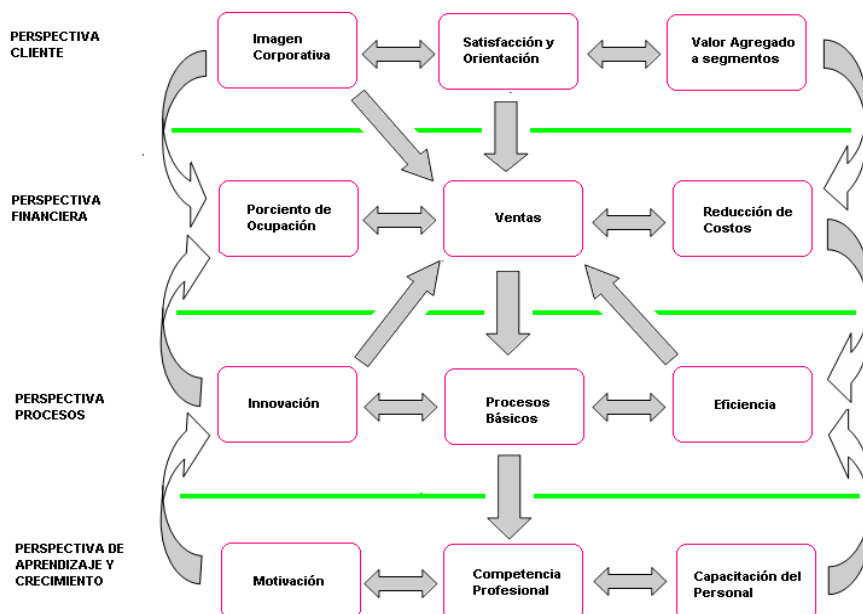 PERSPECTIVA
CLIENTE
Imagen
Corporativa
Satisfacción y
Orientación
Valor Agregado
a segmentos
PERSPECTIVA
FINANCIERA
Porciento de
Ocupación
Ventas
Reducción de
Costos
PERSPECTIVA
PROCESOS
Innovación
Procesos
Básicos
Eficiencia
PERSPECTIVA DE
APRENDIZAJE Y
CRECIMIENTO
Motivación
Competencia
Profesional
Capacitación del
Personal